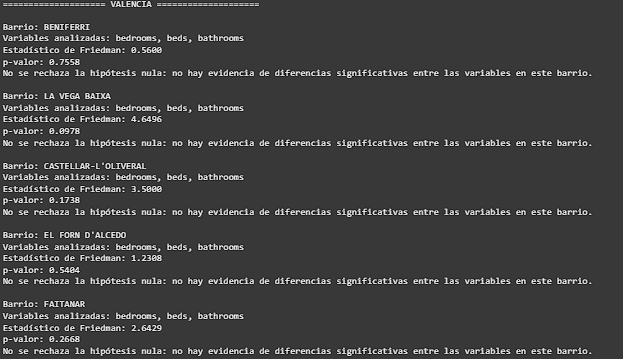 ==================== VALENCIA ====================
Barrio: BENIFERRI
Variables analizadas: bedrooms, beds, bathrooms
Estadístico de Friedman: 0.5600
p-valor: 0.7558
No se rechaza la hipótesis nula: no hay evidencia de diferencias significativas entre las variables en este barrio.
Barrio: LA VEGA BAIXA
Variables analizadas: bedrooms, beds, bathrooms
Estadístico de Friedman: 4.6496
p-valor: 0.0978
No se rechaza la hipótesis nula: no hay evidencia de diferencias significativas entre las variables en este barrio.
Barrio: CASTELLAR-L'OLIVERAL
Variables analizadas: bedrooms, beds, bathrooms
Estadístico de Friedman: 3.5000
p-valor: 0.1738
No se rechaza la hipótesis nula: no hay evidencia de diferencias significativas entre las variables en este barrio.
Barrio: EL FORN D'ALCEDO
Variables analizadas: bedrooms, beds, bathrooms
Estadístico de Friedman: 1.2308
p-valor: 0.5404
No se rechaza la hipótesis nula: no hay evidencia de diferencias significativas entre las variables en este barrio.
Barrio: FAITANAR
Variables analizadas: bedrooms, beds, bathrooms
Estadístico de Friedman: 2.6429
p-valor: 0.2668
No se rechaza la hipótesis nula: no hay evidencia de diferencias significativas entre las variables en este barrio.